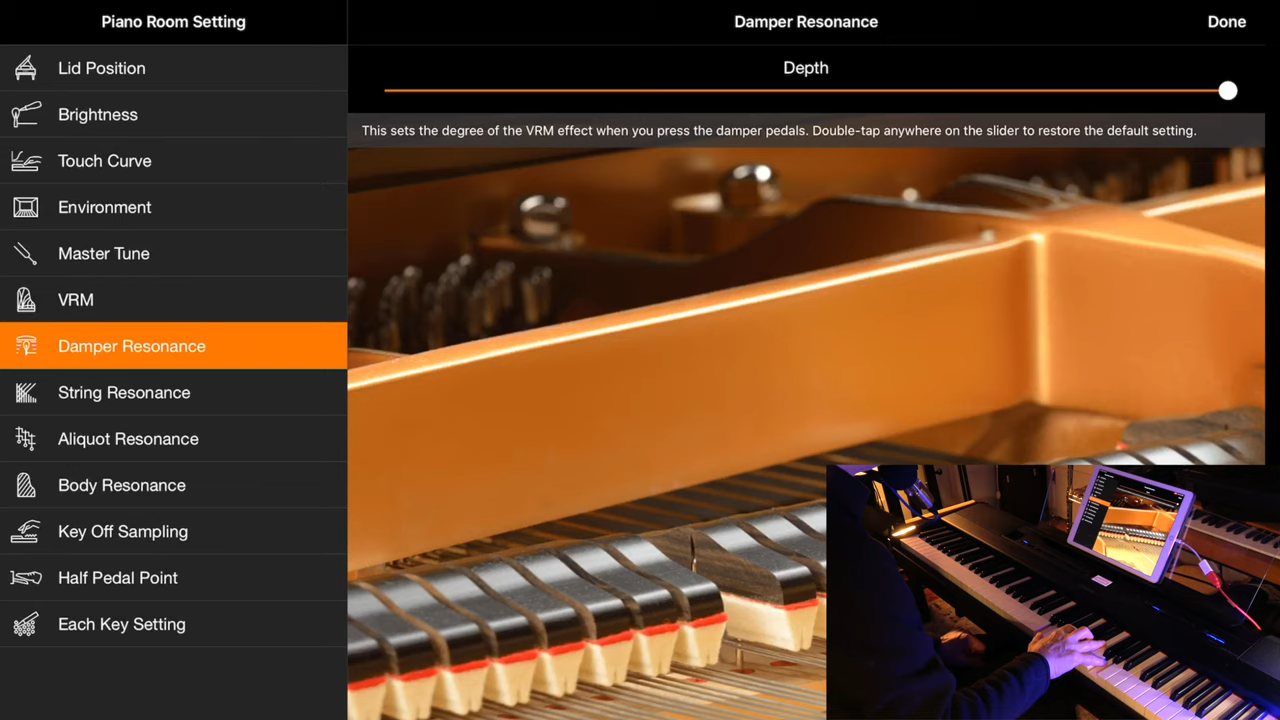 Piano Room Setting
Lid Position
Brightness
Touch Curve
Environment
Master Tune
VRM
Damper Resonance
String Resonance
Aliquot Resonance
Body Resonance
Key Off Sampling
Half Pedal Point
Each Key Setting
Damper Resonance
Done
Depth
This sets the degree of the VRM effect when you press the damper pedals. Double-tap anywhere on the slider to restore the default setting.